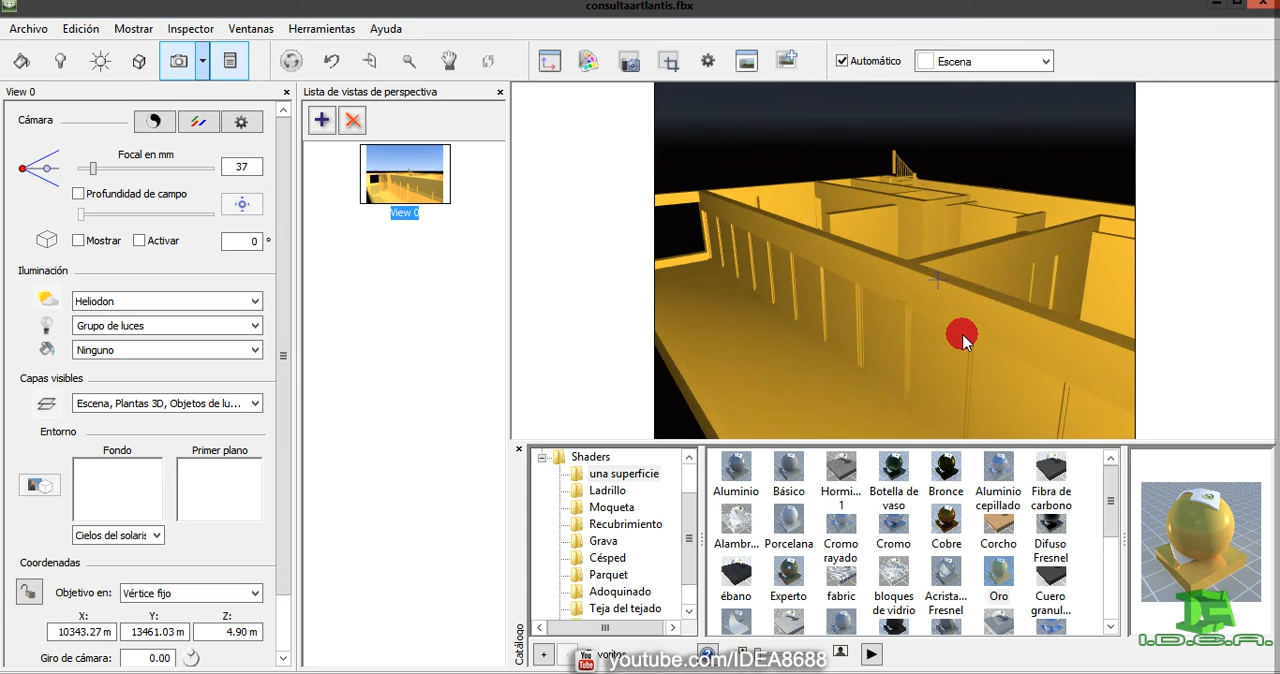 consultaartlantis.fbx
Archivo Edición Mostrar Inspector Ventanas Herramientas Ayuda
Automático Escena
View 0
Lista de vistas de perspectiva
Cámara
Focal en mm
37
Profundidad de campo
Mostrar Activar 0 °
View 0
Iluminación
Heliodon
Grupo de luces
Ninguno
Capas visibles
Escena, Plantas 3D, Objetos de lu...
Entorno
Fondo Primer plano
Cielos del solaris
Coordenadas
Objetivo en: Vértice fijo
X: Y: Z:
10343.27 m 13461.03 m 4.90 m
Giro de cámara: 0.00
Catálogo
Shaders
una superficie
Ladrillo
Moqueta
Recubrimiento
Grava
Césped
Parquet
Adoquinado
Teja del tejado
Aluminio Básico Hormi... 1 Botella de vaso Bronce Aluminio cepillado Fibra de carbono
Alambr... Porcelana Cromo rayado Cromo Cobre Corcho Difuso Fresnel
ébano Experto fabric bloques de vidrio Acrista... Fresnel Oro Cuero granul...
voritos
You Tube youtube.com/IDEA8688
I.D.E.A.